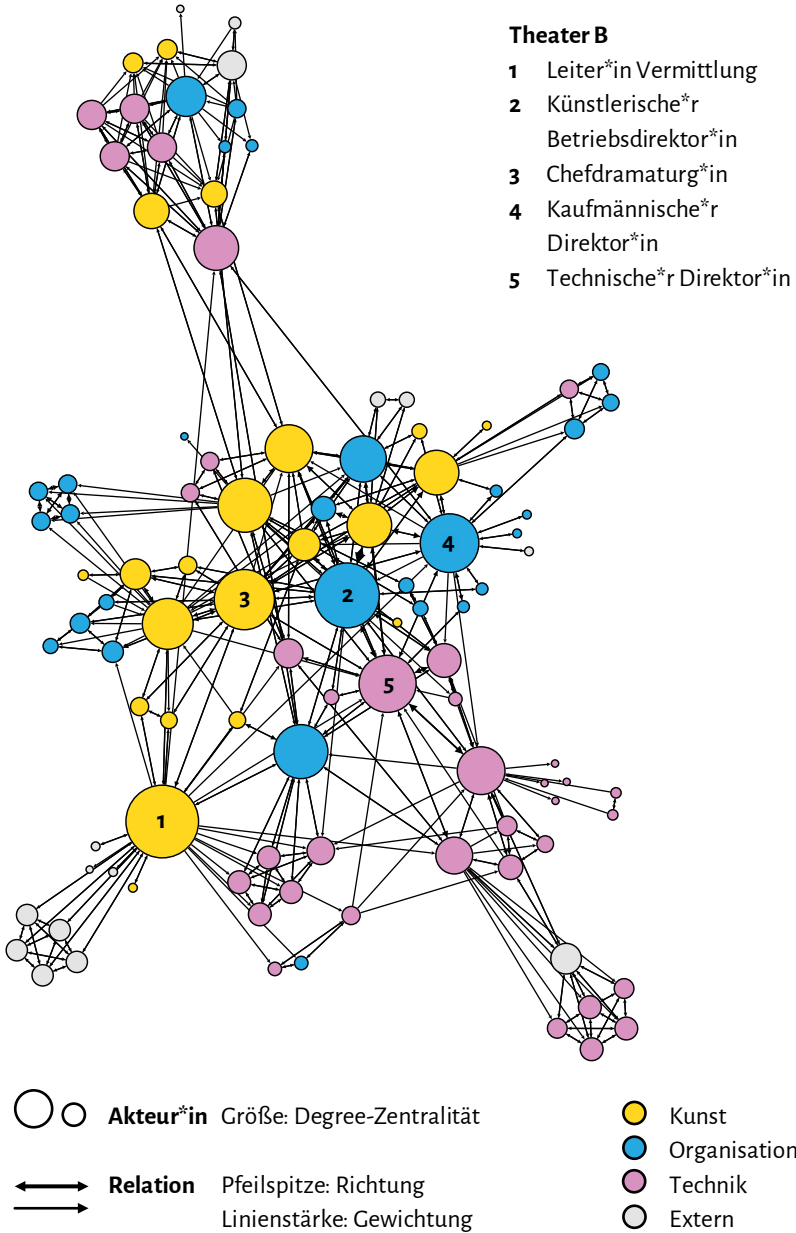 Theater B
1 Leiter*in Vermittlung
2 Künstlerische*r
Betriebsdirektor*in
3 Chefdramaturg*in
4 Kaufmännische*r
Direktor*in
5 Technische*r Direktor*in
4
3
2
5
1
Akteur*in Größe: Degree-Zentralität
Relation Pfeilspitze: Richtung
Linienstärke: Gewichtung
Kunst
Organisation
Technik
Extern